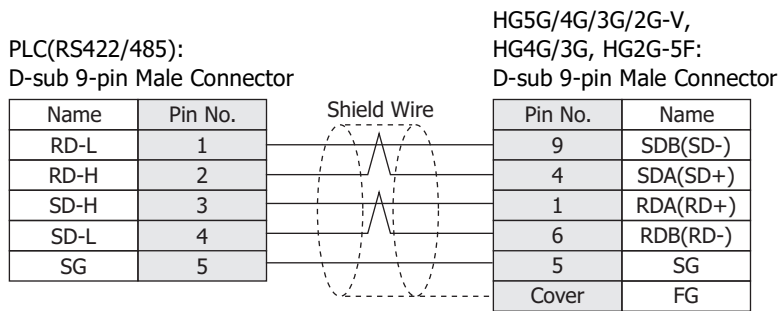 PLC(RS422/485):
D-sub 9-pin Male Connector
HG5G/4G/3G/2G-V,
HG4G/3G, HG2G-5F:
D-sub 9-pin Male Connector
Name Pin No. Shield Wire Pin No. Name
RD-L 1 9 SDB(SD-)
RD-H 2 4 SDA(SD+)
SD-H 3 1 RDA(RD+)
SD-L 4 6 RDB(RD-)
SG 5 5 SG
Cover FG